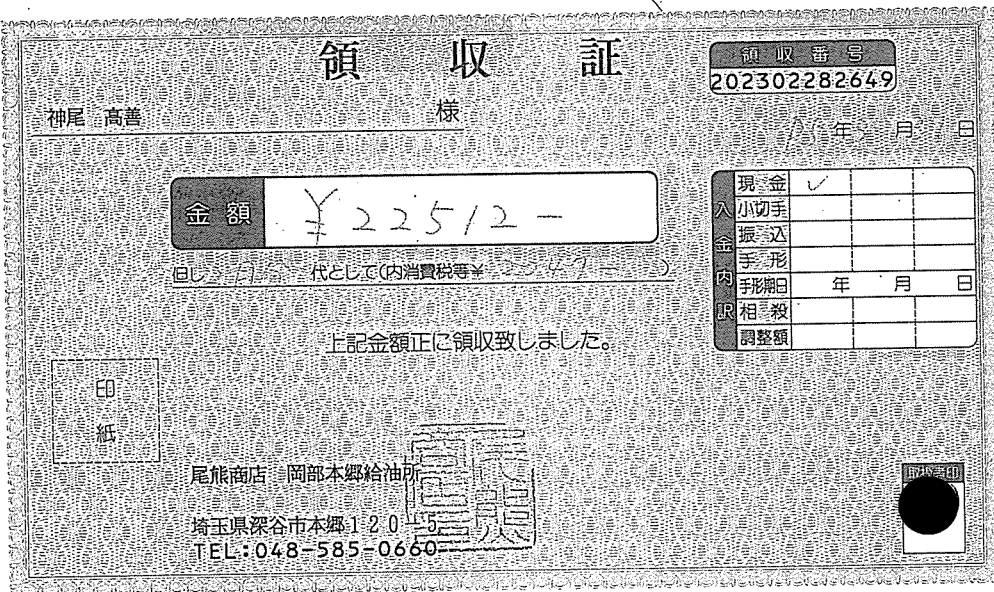 領収証
領収番号
202302282649
神尾 高善 様
年 月 日
金額 ¥22512-
但し 代として(内消費税等¥ )
上記金額正に領収致しました。
入金内訳
現金 ✓
小切手
振込
手形
手形期日 年 月 日
相殺
調整額
印紙
尾熊商店 岡部本郷給油所
埼玉県深谷市本郷120-5
TEL:048-585-0660
取扱者印